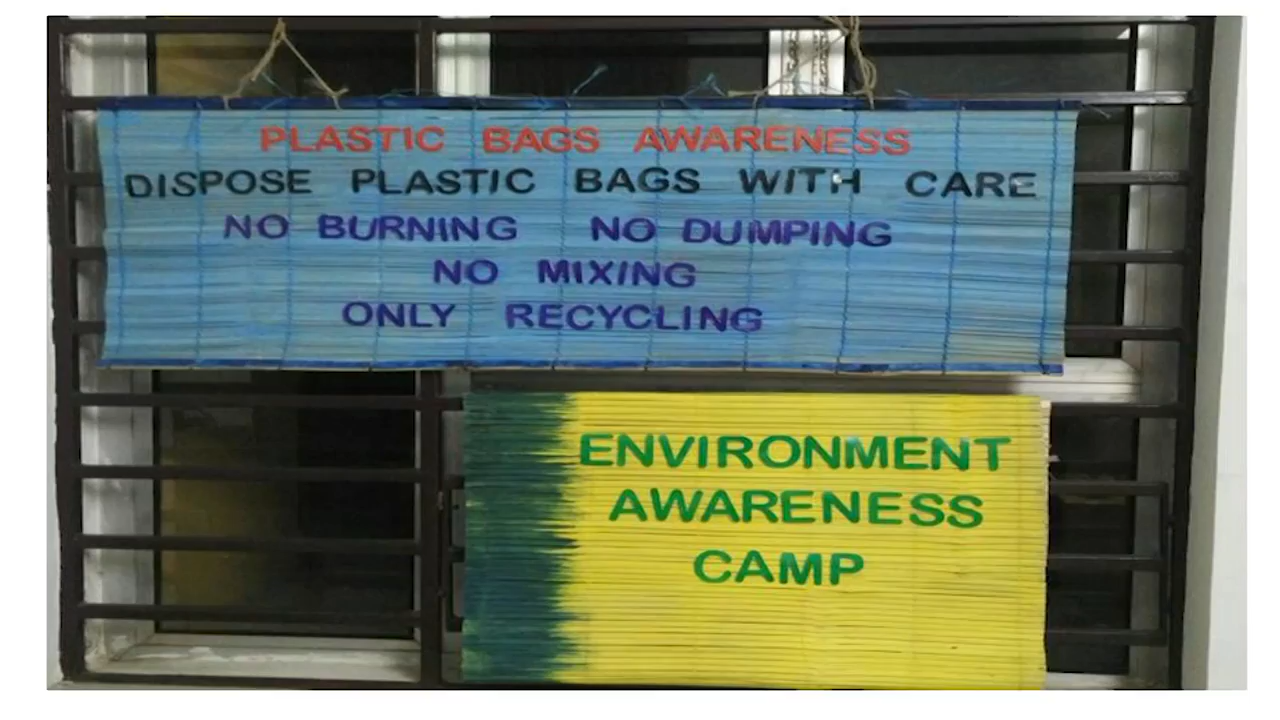 PLASTIC BAGS AWARENESS
DISPOSE PLASTIC BAGS WITH CARE
NO BURNING NO DUMPING
NO MIXING
ONLY RECYCLING
ENVIRONMENT
AWARENESS
CAMP